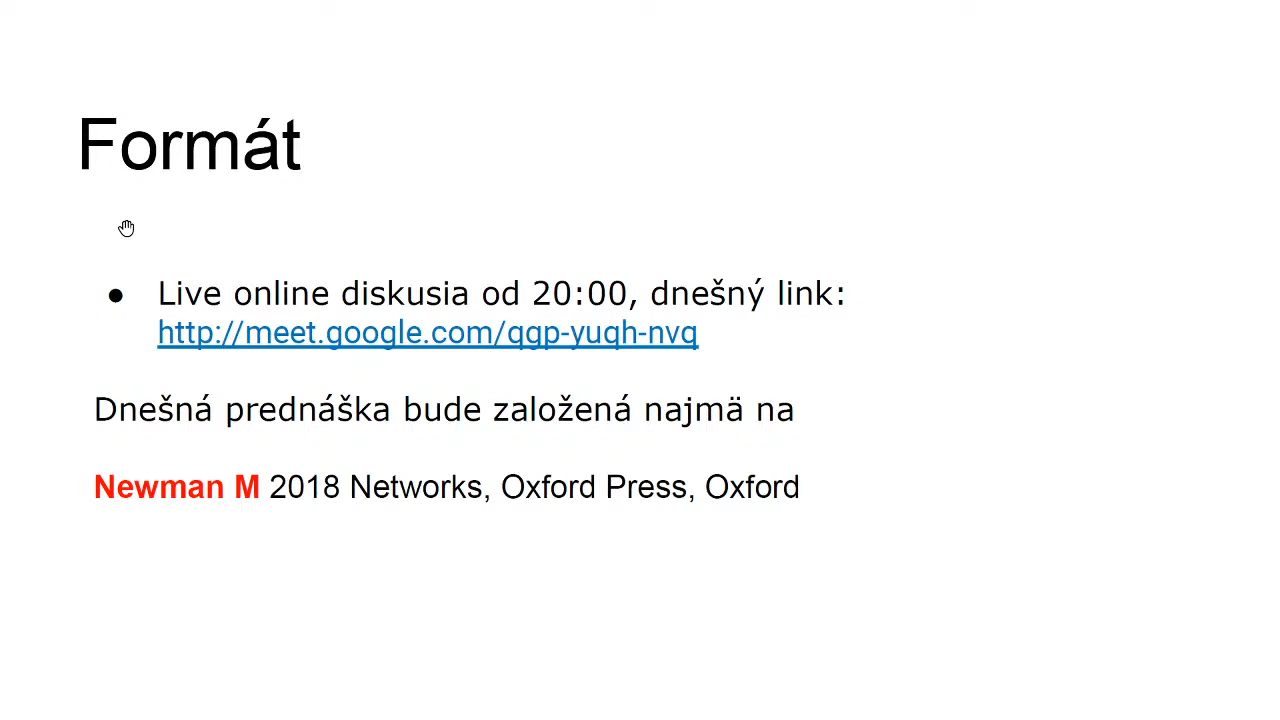 Formát
● Live online diskusia od 20:00, dnešný link:
http://meet.google.com/qgp-yuqh-nvq
Dnešná prednáška bude založená najmä na
Newman M 2018 Networks, Oxford Press, Oxford